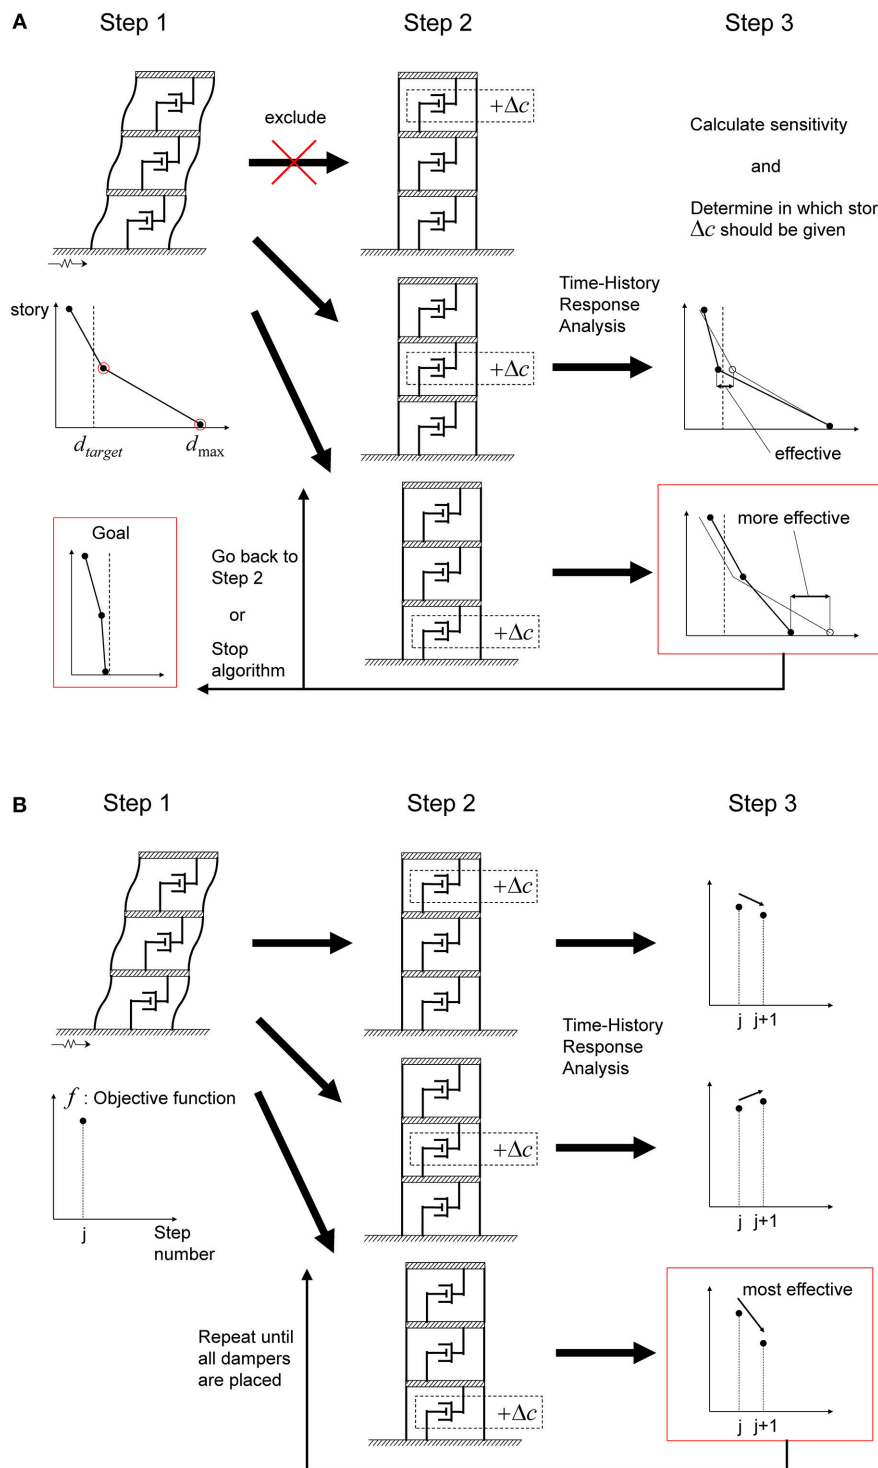 A
Step 1
Step 2
Step 3
exclude
+Δc
Calculate sensitivity
and
Determine in which stor
Δc should be given
story
d_target
d_max
+Δc
Time-History
Response
Analysis
effective
Goal
Go back to
Step 2
or
Stop
algorithm
+Δc
more effective
B
Step 1
Step 2
Step 3
+Δc
j j+1
f : Objective function
j
Step
number
+Δc
Time-History
Response
Analysis
j j+1
Repeat until
all dampers
are placed
+Δc
most effective
j j+1